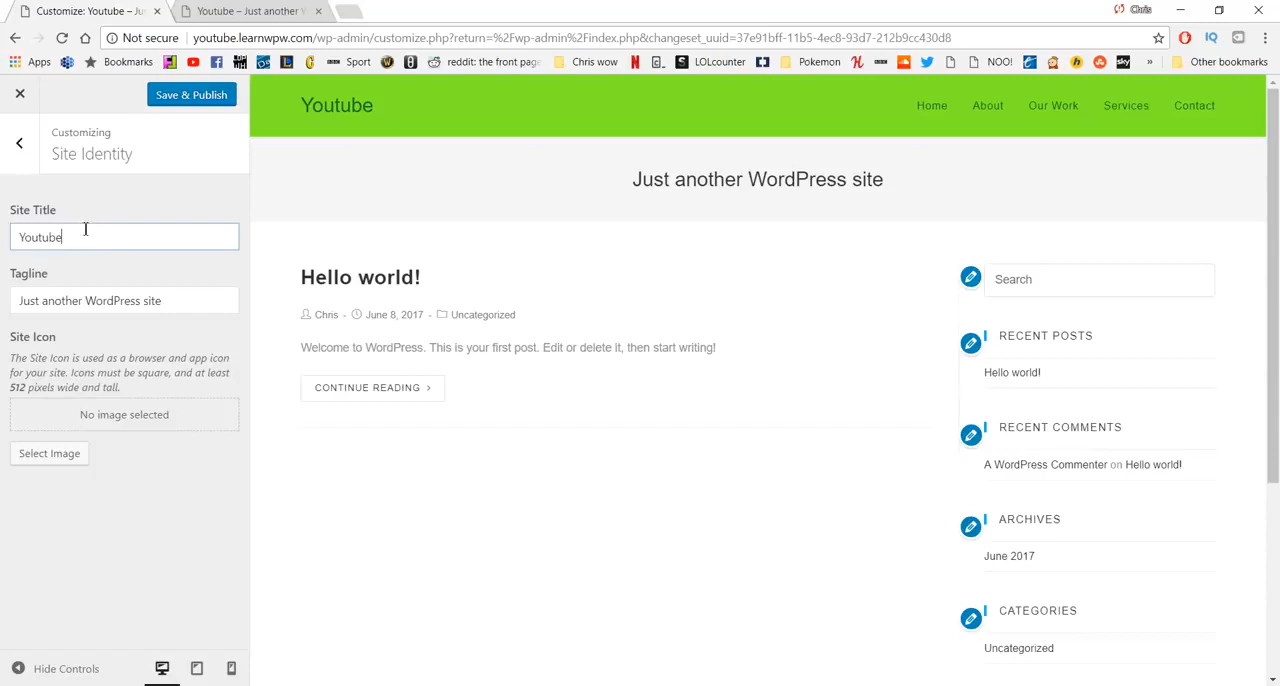 Customize: Youtube – Jus
Youtube – Just another W
Chris
Not secure
youtube.learnwpw.com/wp-admin/customize.php?return=%2Fwp-admin%2Findex.php&changeset_uuid=37e91bff-11b5-4ec8-93d7-212b9cc430d8
Apps
Bookmarks
Sport
reddit: the front page
Chris wow
LOLcounter
Pokemon
NOO!
sky
»
Other bookmarks
Save & Publish
Customizing
Site Identity
Site Title
Youtube
Tagline
Just another WordPress site
Site Icon
The Site Icon is used as a browser and app icon
for your site. Icons must be square, and at least
512 pixels wide and tall.
No image selected
Select Image
Hide Controls
Youtube
Home
About
Our Work
Services
Contact
Just another WordPress site
Hello world!
Chris - June 8, 2017 - Uncategorized
Welcome to WordPress. This is your first post. Edit or delete it, then start writing!
CONTINUE READING >
Search
RECENT POSTS
Hello world!
RECENT COMMENTS
A WordPress Commenter on Hello world!
ARCHIVES
June 2017
CATEGORIES
Uncategorized